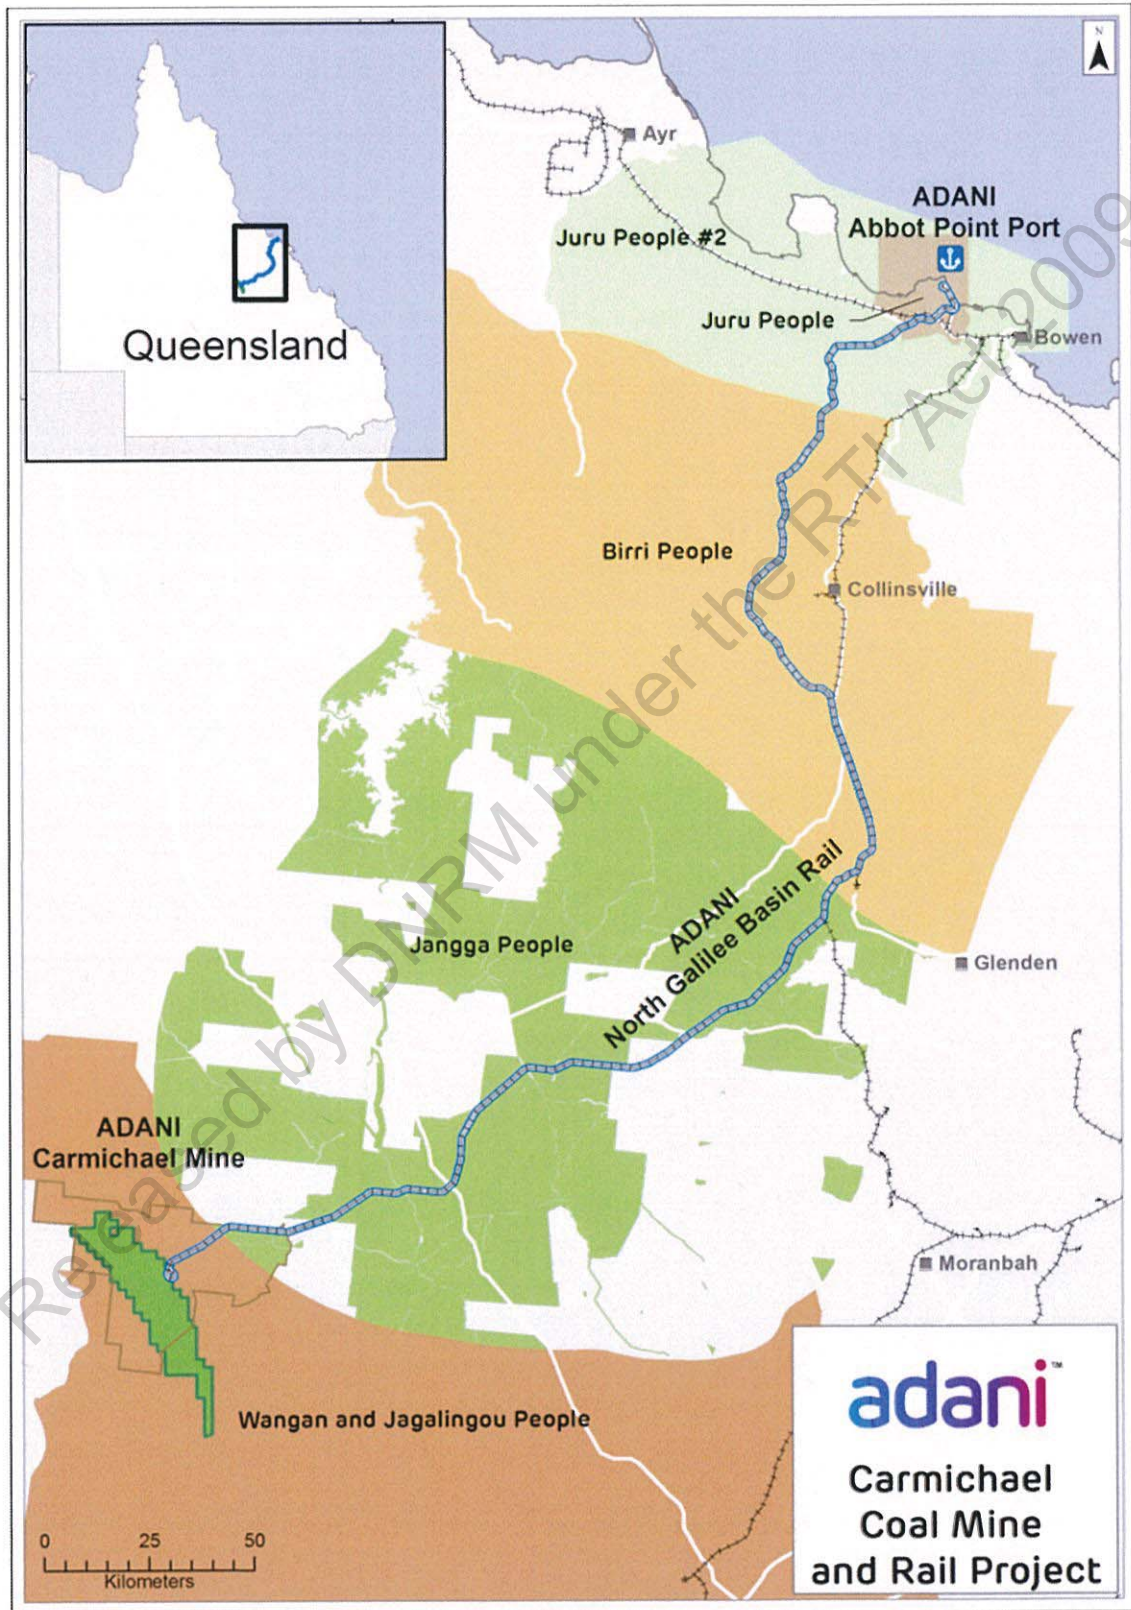 N
Ayr
ADANI
Abbot Point Port
Juru People #2
Juru People
Bowen
Queensland
Birri People
Collinsville
ADANI
North Galilee Basin Rail
Jangga People
Glenden
ADANI
Carmichael Mine
Moranbah
Wangan and Jagalingou People
0 25 50
Kilometers
adani™
Carmichael
Coal Mine
and Rail Project
Released by DNRM under the RTI Act 2009